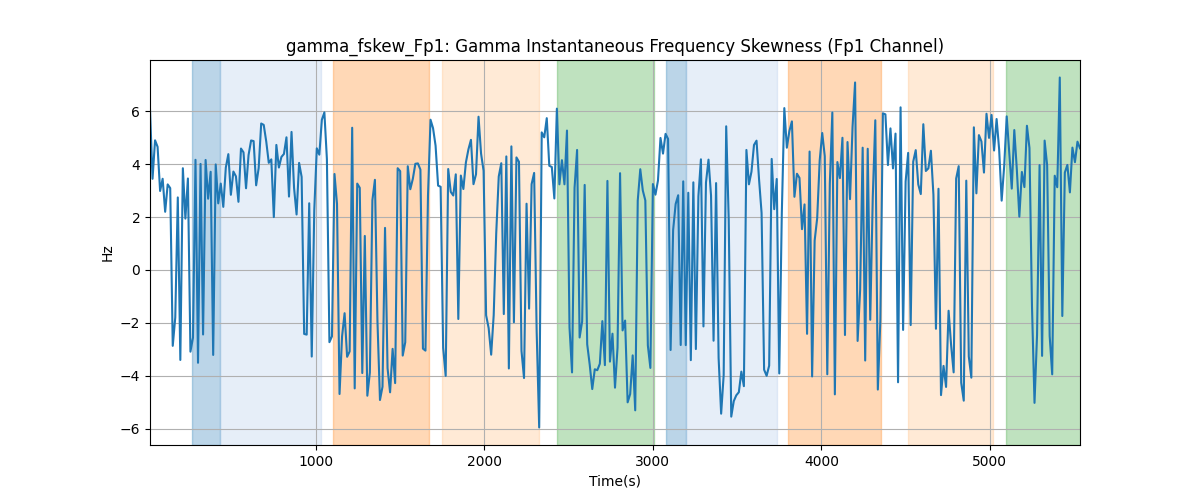 gamma_fskew_Fp1: Gamma Instantaneous Frequency Skewness (Fp1 Channel)
6
4
2
0
−2
−4
−6
Hz
1000 2000 3000 4000 5000
Time(s)